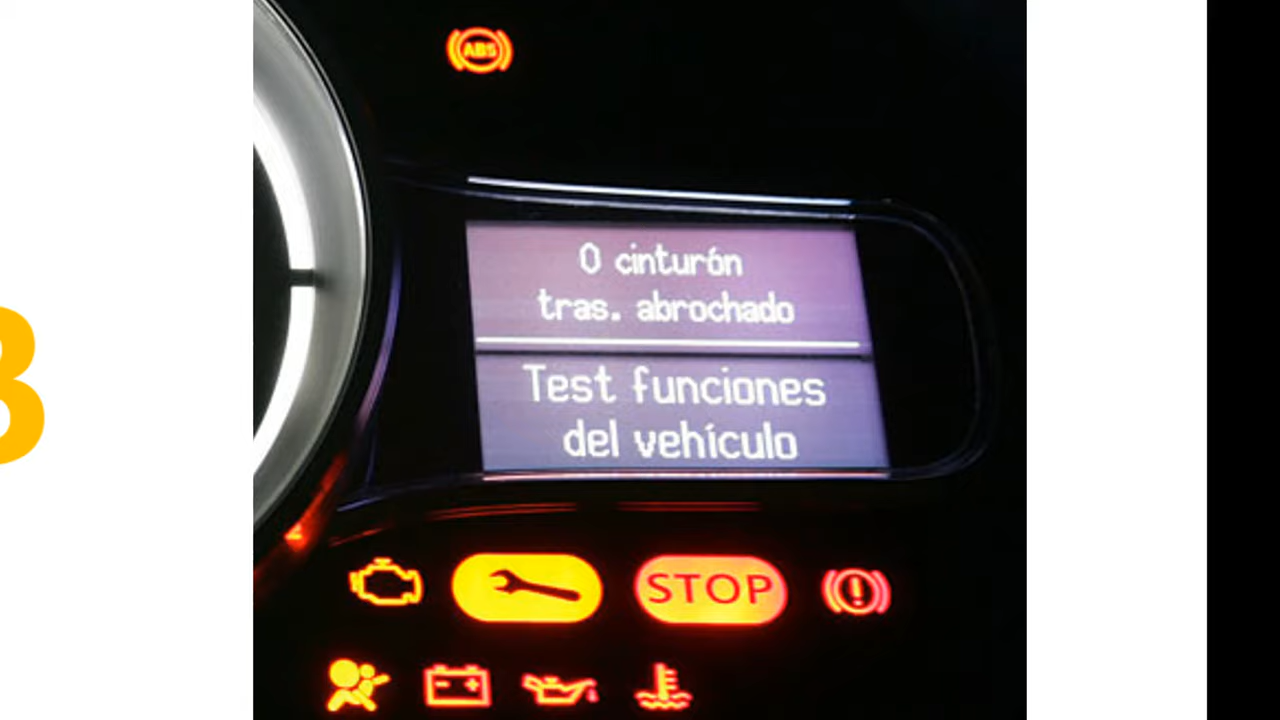 ABS
0 cinturón
tras. abrochado
Test funciones
del vehículo
STOP